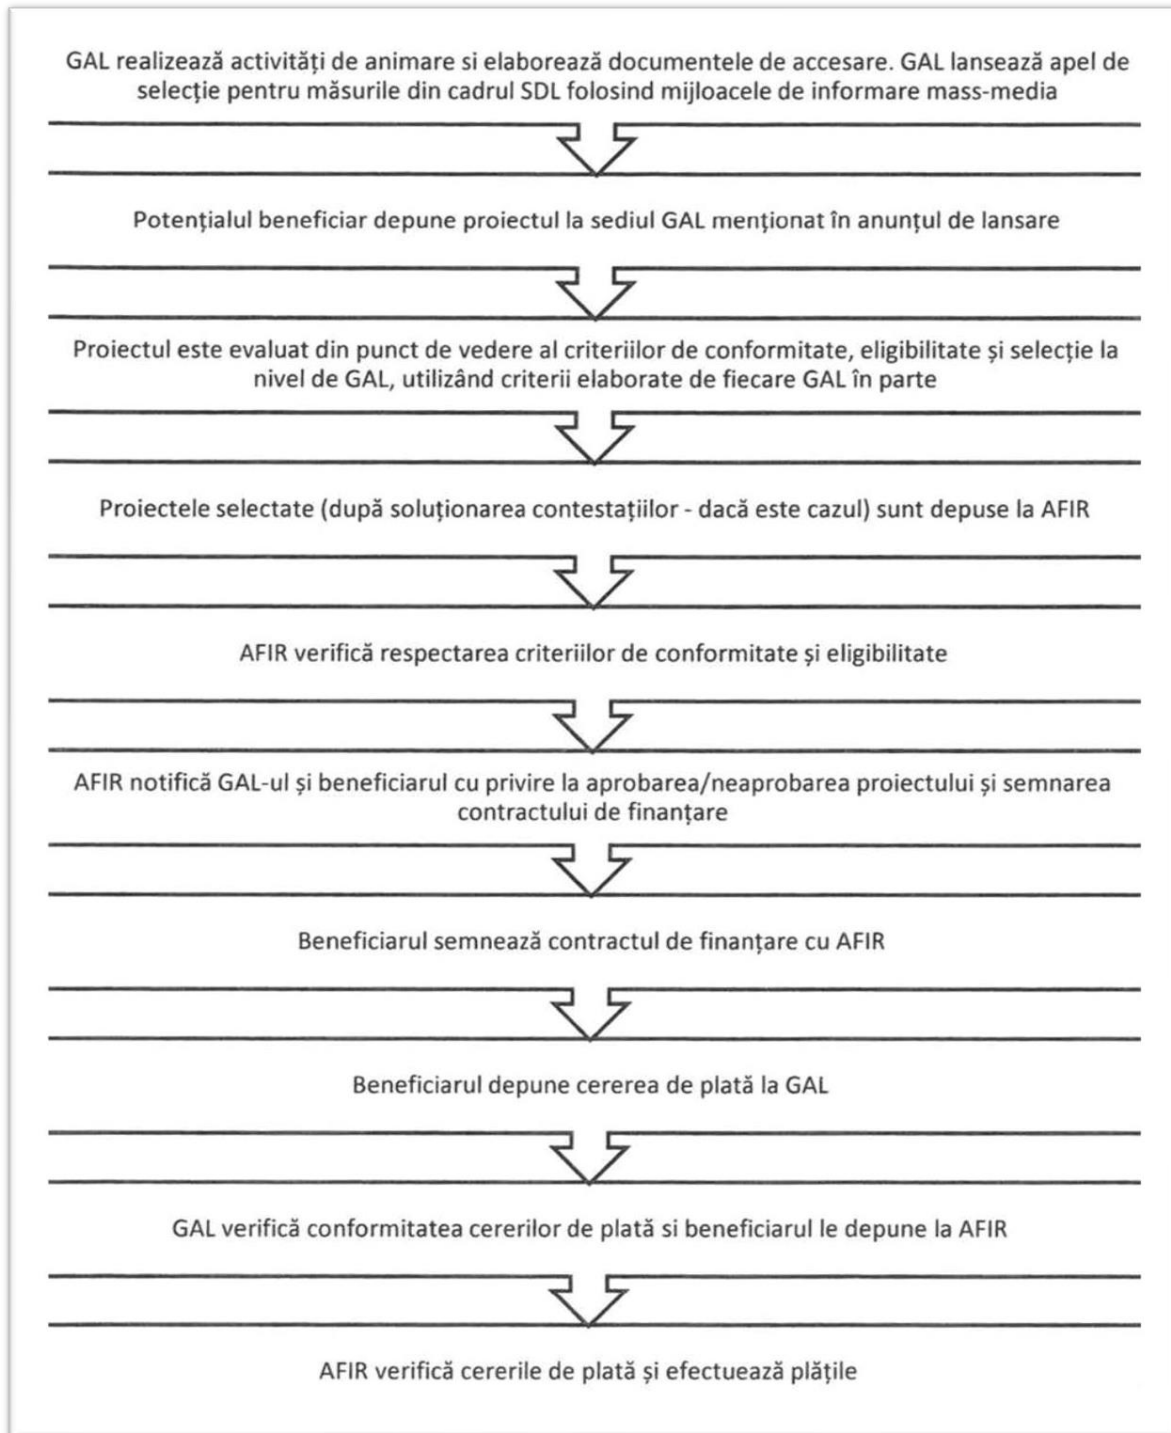 GAL realizează activități de animare si elaborează documentele de accesare. GAL lansează apel de
selecție pentru măsurile din cadrul SDL folosind mijloacele de informare mass-media
Potențialul beneficiar depune proiectul la sediul GAL menționat în anunțul de lansare
Proiectul este evaluat din punct de vedere al criteriilor de conformitate, eligibilitate și selecție la
nivel de GAL, utilizând criterii elaborate de fiecare GAL în parte
Proiectele selectate (după soluționarea contestațiilor - dacă este cazul) sunt depuse la AFIR
AFIR verifică respectarea criteriilor de conformitate și eligibilitate
AFIR notifică GAL-ul și beneficiarul cu privire la aprobarea/neaprobarea proiectului și semnarea
contractului de finanțare
Beneficiarul semnează contractul de finanțare cu AFIR
Beneficiarul depune cererea de plată la GAL
GAL verifică conformitatea cererilor de plată si beneficiarul le depune la AFIR
AFIR verifică cererile de plată și efectuează plățile